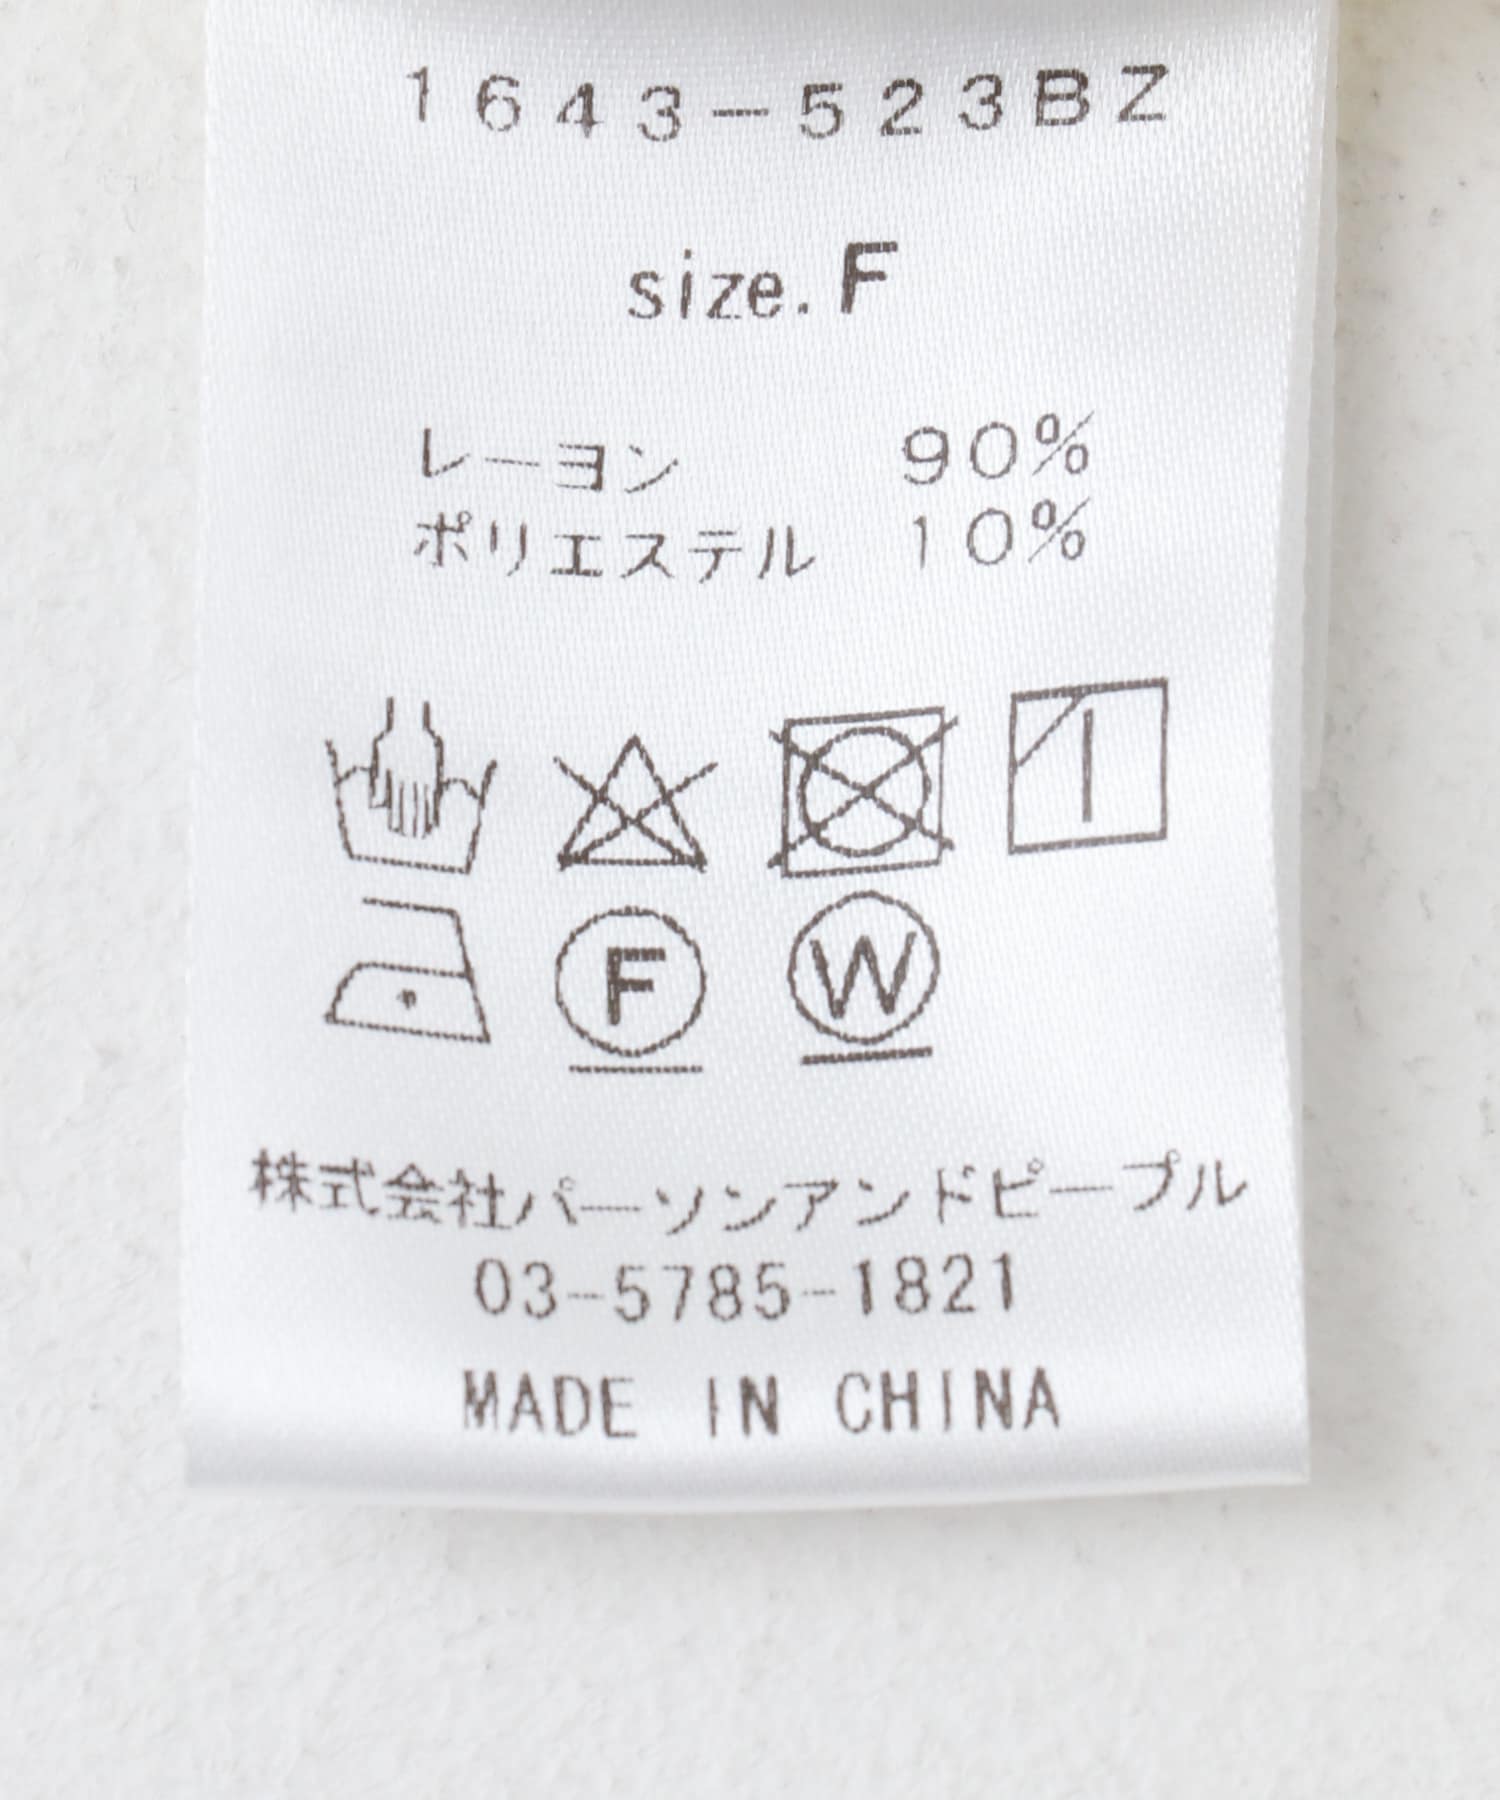 1643-523BZ
size. F
レーヨン 90%
ポリエステル 10%
F W
株式会社パーソンアンドピープル
03-5785-1821
MADE IN CHINA